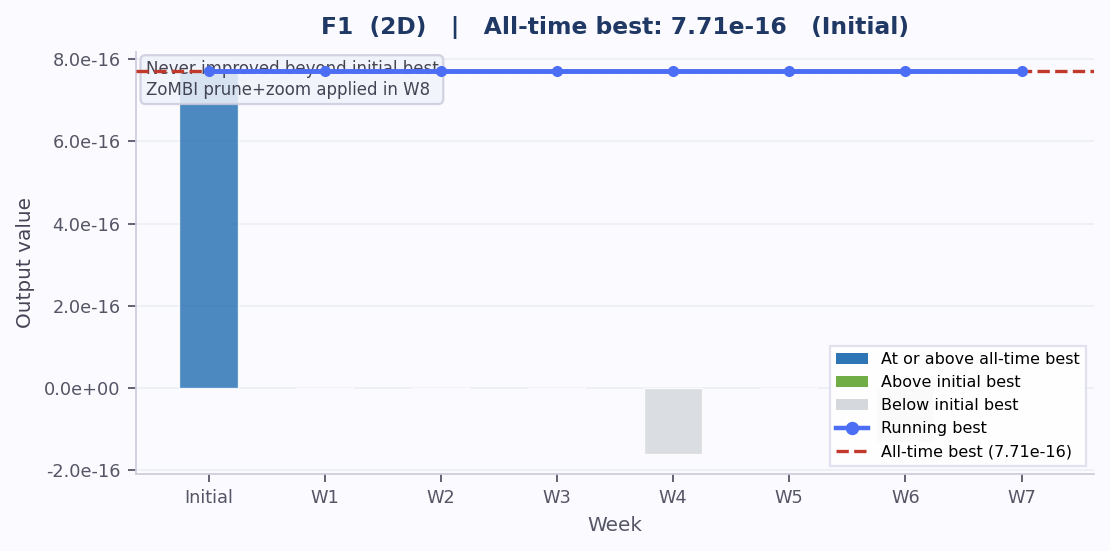 F1  (2D)   |   All-time best: 7.71e-16   (Initial)
8.0e-16
6.0e-16
4.0e-16
2.0e-16
0.0e+00
-2.0e-16
Output value
Never improved beyond initial best
ZoMBI prune+zoom applied in W8
At or above all-time best
Above initial best
Below initial best
Running best
All-time best (7.71e-16)
Initial W1 W2 W3 W4 W5 W6 W7
Week